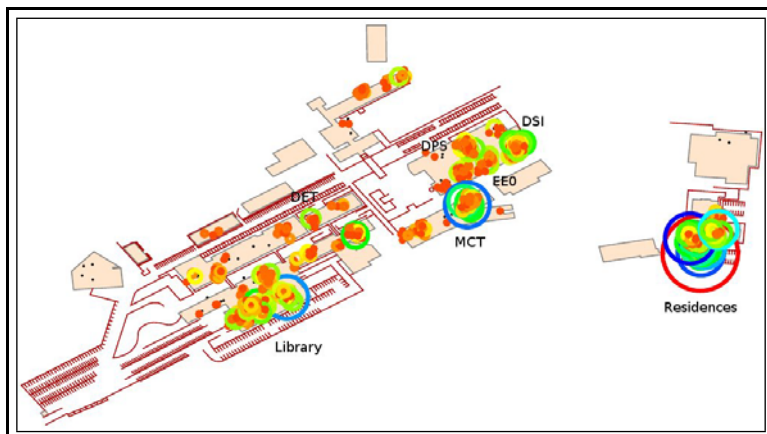 DSI
DPS
EE0
DET
MCT
Residences
Library